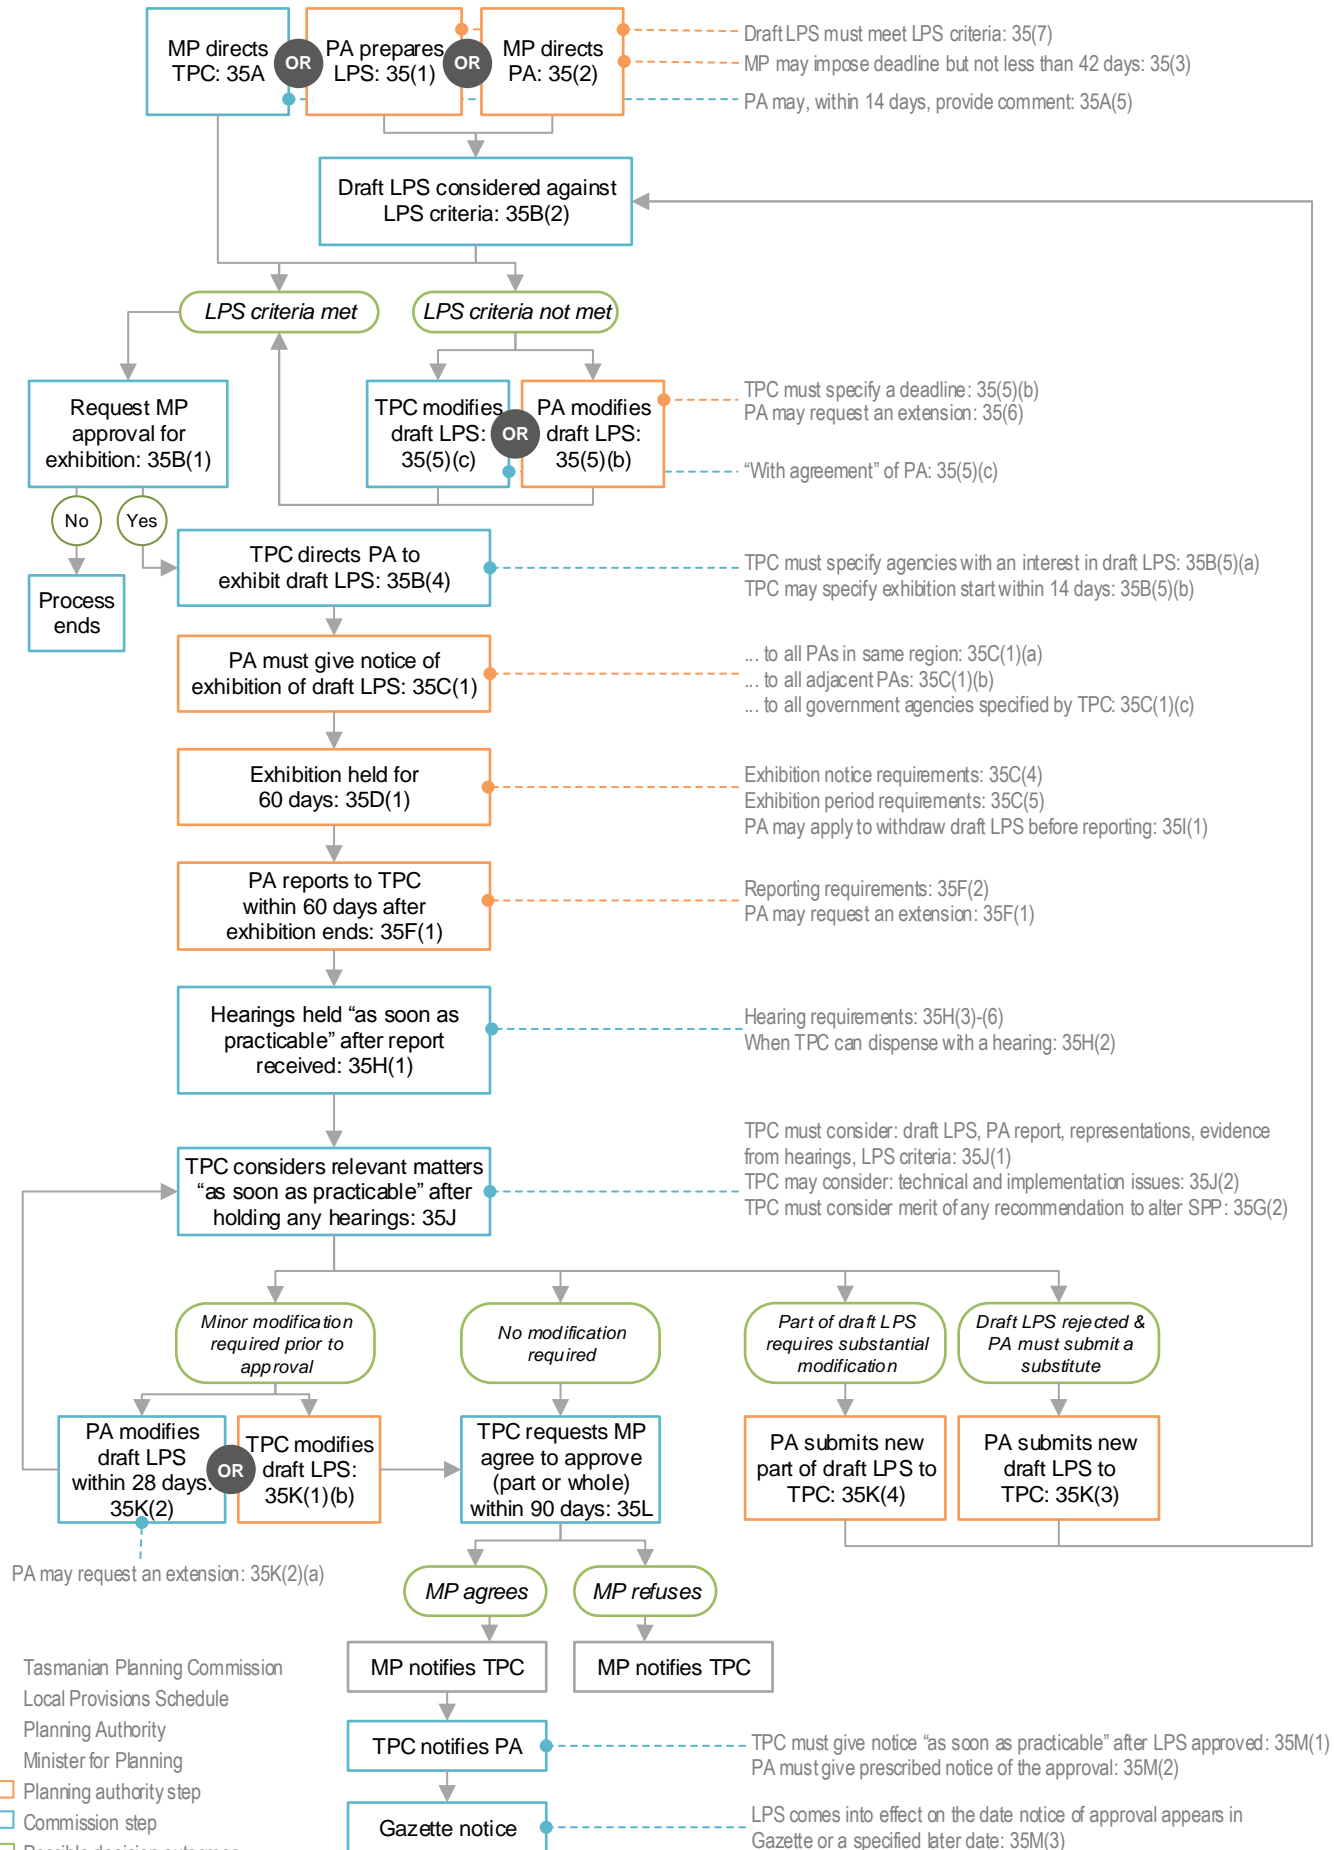 MP directs
TPC: 35A
OR
PA prepares
LPS: 35(1)
OR
MP directs
PA: 35(2)
Draft LPS must meet LPS criteria: 35(7)
MP may impose deadline but not less than 42 days: 35(3)
PA may, within 14 days, provide comment: 35A(5)
Draft LPS considered against
LPS criteria: 35B(2)
LPS criteria met
LPS criteria not met
Request MP
approval for
exhibition: 35B(1)
TPC modifies
draft LPS:
35(5)(c)
OR
PA modifies
draft LPS:
35(5)(b)
TPC must specify a deadline: 35(5)(b)
PA may request an extension: 35(6)
“With agreement” of PA: 35(5)(c)
No
Yes
Process
ends
TPC directs PA to
exhibit draft LPS: 35B(4)
TPC must specify agencies with an interest in draft LPS: 35B(5)(a)
TPC may specify exhibition start within 14 days: 35B(5)(b)
PA must give notice of
exhibition of draft LPS: 35C(1)
... to all PAs in same region: 35C(1)(a)
... to all adjacent PAs: 35C(1)(b)
... to all government agencies specified by TPC: 35C(1)(c)
Exhibition held for
60 days: 35D(1)
Exhibition notice requirements: 35C(4)
Exhibition period requirements: 35C(5)
PA may apply to withdraw draft LPS before reporting: 35I(1)
PA reports to TPC
within 60 days after
exhibition ends: 35F(1)
Reporting requirements: 35F(2)
PA may request an extension: 35F(1)
Hearings held “as soon as
practicable” after report
received: 35H(1)
Hearing requirements: 35H(3)-(6)
When TPC can dispense with a hearing: 35H(2)
TPC considers relevant matters
“as soon as practicable” after
holding any hearings: 35J
TPC must consider: draft LPS, PA report, representations, evidence
from hearings, LPS criteria: 35J(1)
TPC may consider: technical and implementation issues: 35J(2)
TPC must consider merit of any recommendation to alter SPP: 35G(2)
Minor modification
required prior to
approval
No modification
required
Part of draft LPS
requires substantial
modification
Draft LPS rejected &
PA must submit a
substitute
PA modifies
draft LPS
within 28 days:
35K(2)
OR
TPC modifies
draft LPS:
35K(1)(b)
TPC requests MP
agree to approve
(part or whole)
within 90 days: 35L
PA submits new
part of draft LPS to
TPC: 35K(4)
PA submits new
draft LPS to
TPC: 35K(3)
PA may request an extension: 35K(2)(a)
MP agrees
MP refuses
MP notifies TPC
MP notifies TPC
TPC notifies PA
TPC must give notice “as soon as practicable” after LPS approved: 35M(1)
PA must give prescribed notice of the approval: 35M(2)
Gazette notice
LPS comes into effect on the date notice of approval appears in
Gazette or a specified later date: 35M(3)
Tasmanian Planning Commission
Local Provisions Schedule
Planning Authority
Minister for Planning
Planning authority step
Commission step
Possible decision outcomes